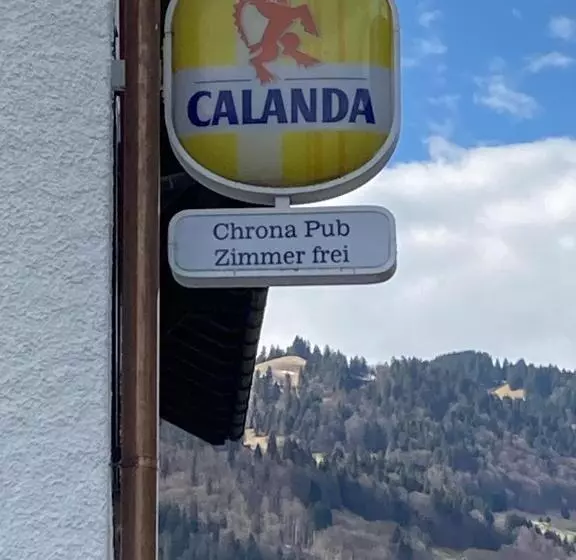 CALANDA
Chrona Pub
Zimmer frei